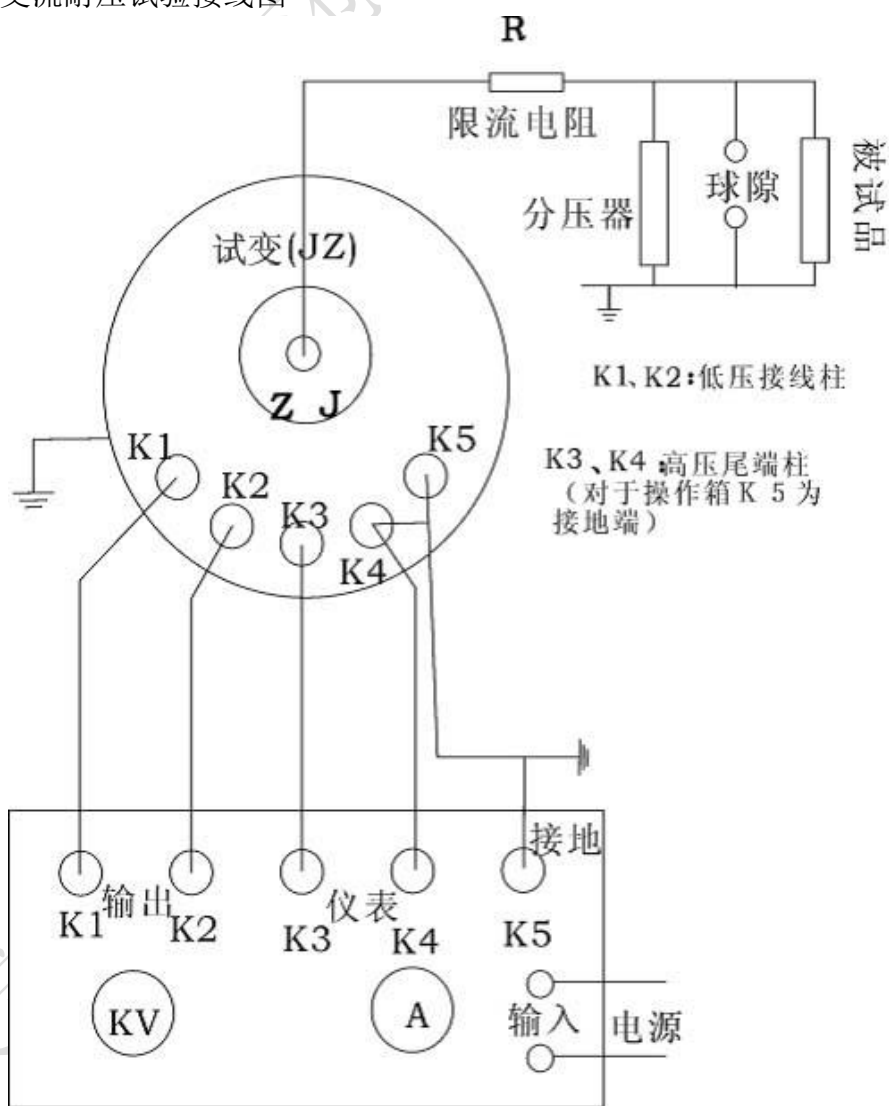 交流耐压试验接线图
R
限流电阻
分压器
球隙
被试品
试变(JZ)
Z J
K1、K2:低压接线柱
K1
K2
K3
K4
K5
K3、K4:高压尾端柱
（对于操作箱K 5为
接地端）
接地
输出
仪表
K1
K2
K3
K4
K5
KV
A
输入
电源